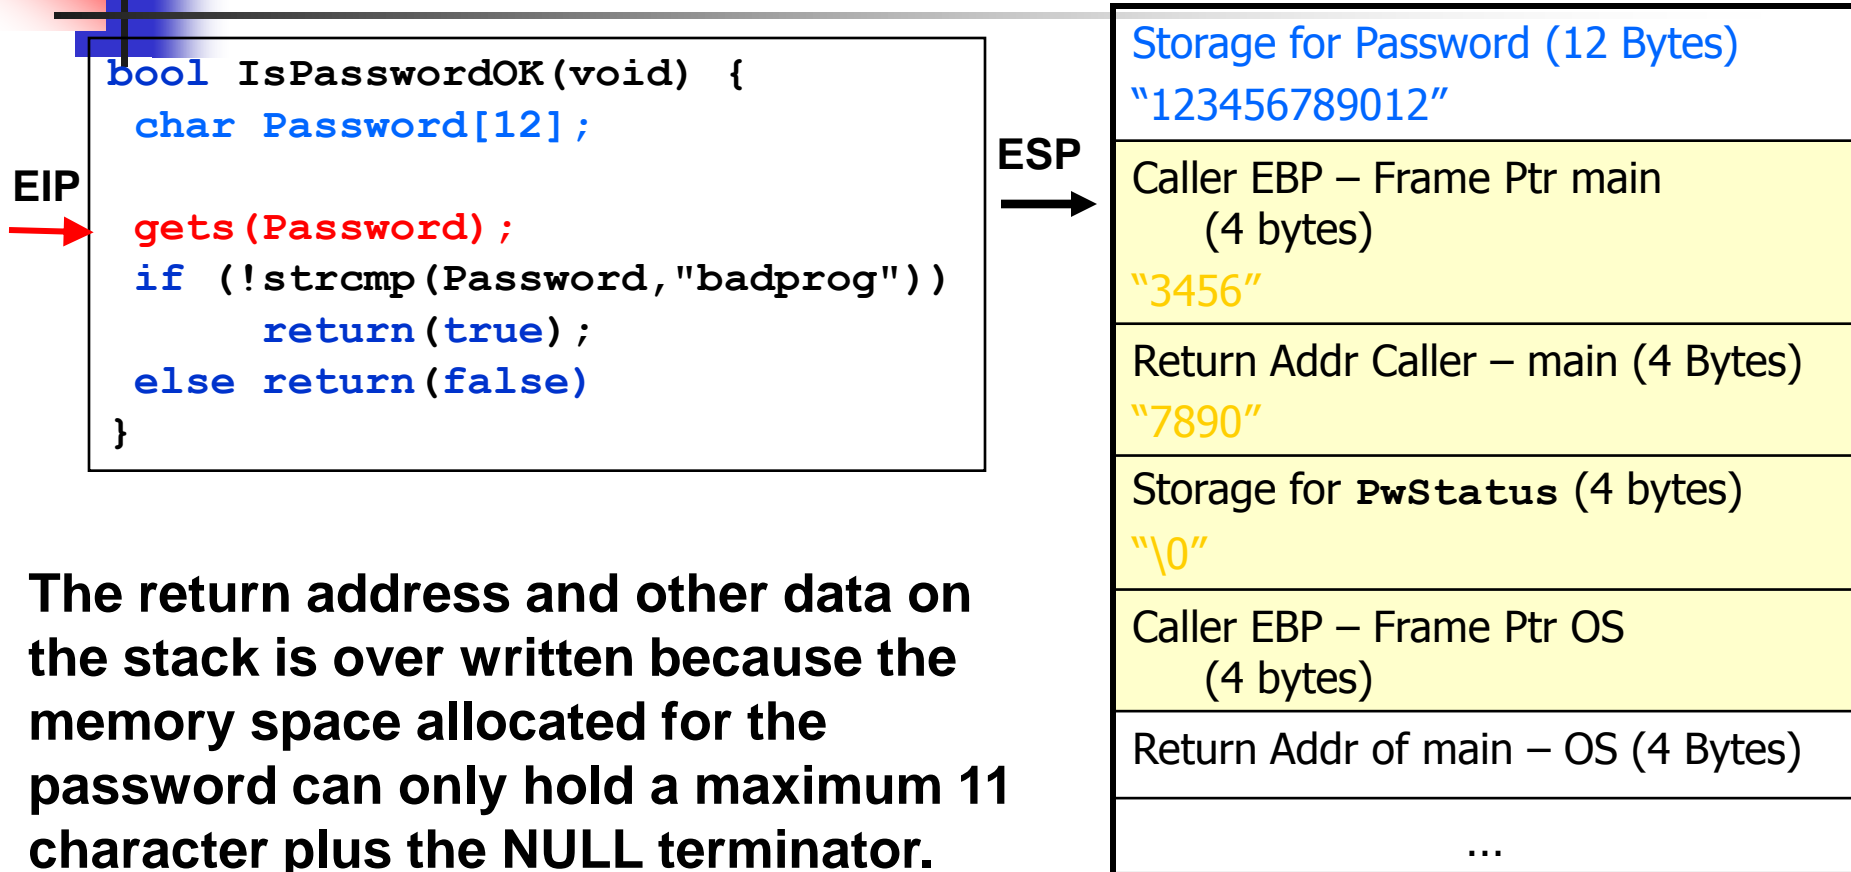 bool IsPasswordOK(void) {
char Password[12];
EIP
gets(Password);
if (!strcmp(Password,"badprog"))
return(true);
else return(false)
}
The return address and other data on
the stack is over written because the
memory space allocated for the
password can only hold a maximum 11
character plus the NULL terminator.
ESP
Storage for Password (12 Bytes)
“123456789012”
Caller EBP – Frame Ptr main
(4 bytes)
“3456”
Return Addr Caller – main (4 Bytes)
“7890”
Storage for PwStatus (4 bytes)
“\0”
Caller EBP – Frame Ptr OS
(4 bytes)
Return Addr of main – OS (4 Bytes)
…